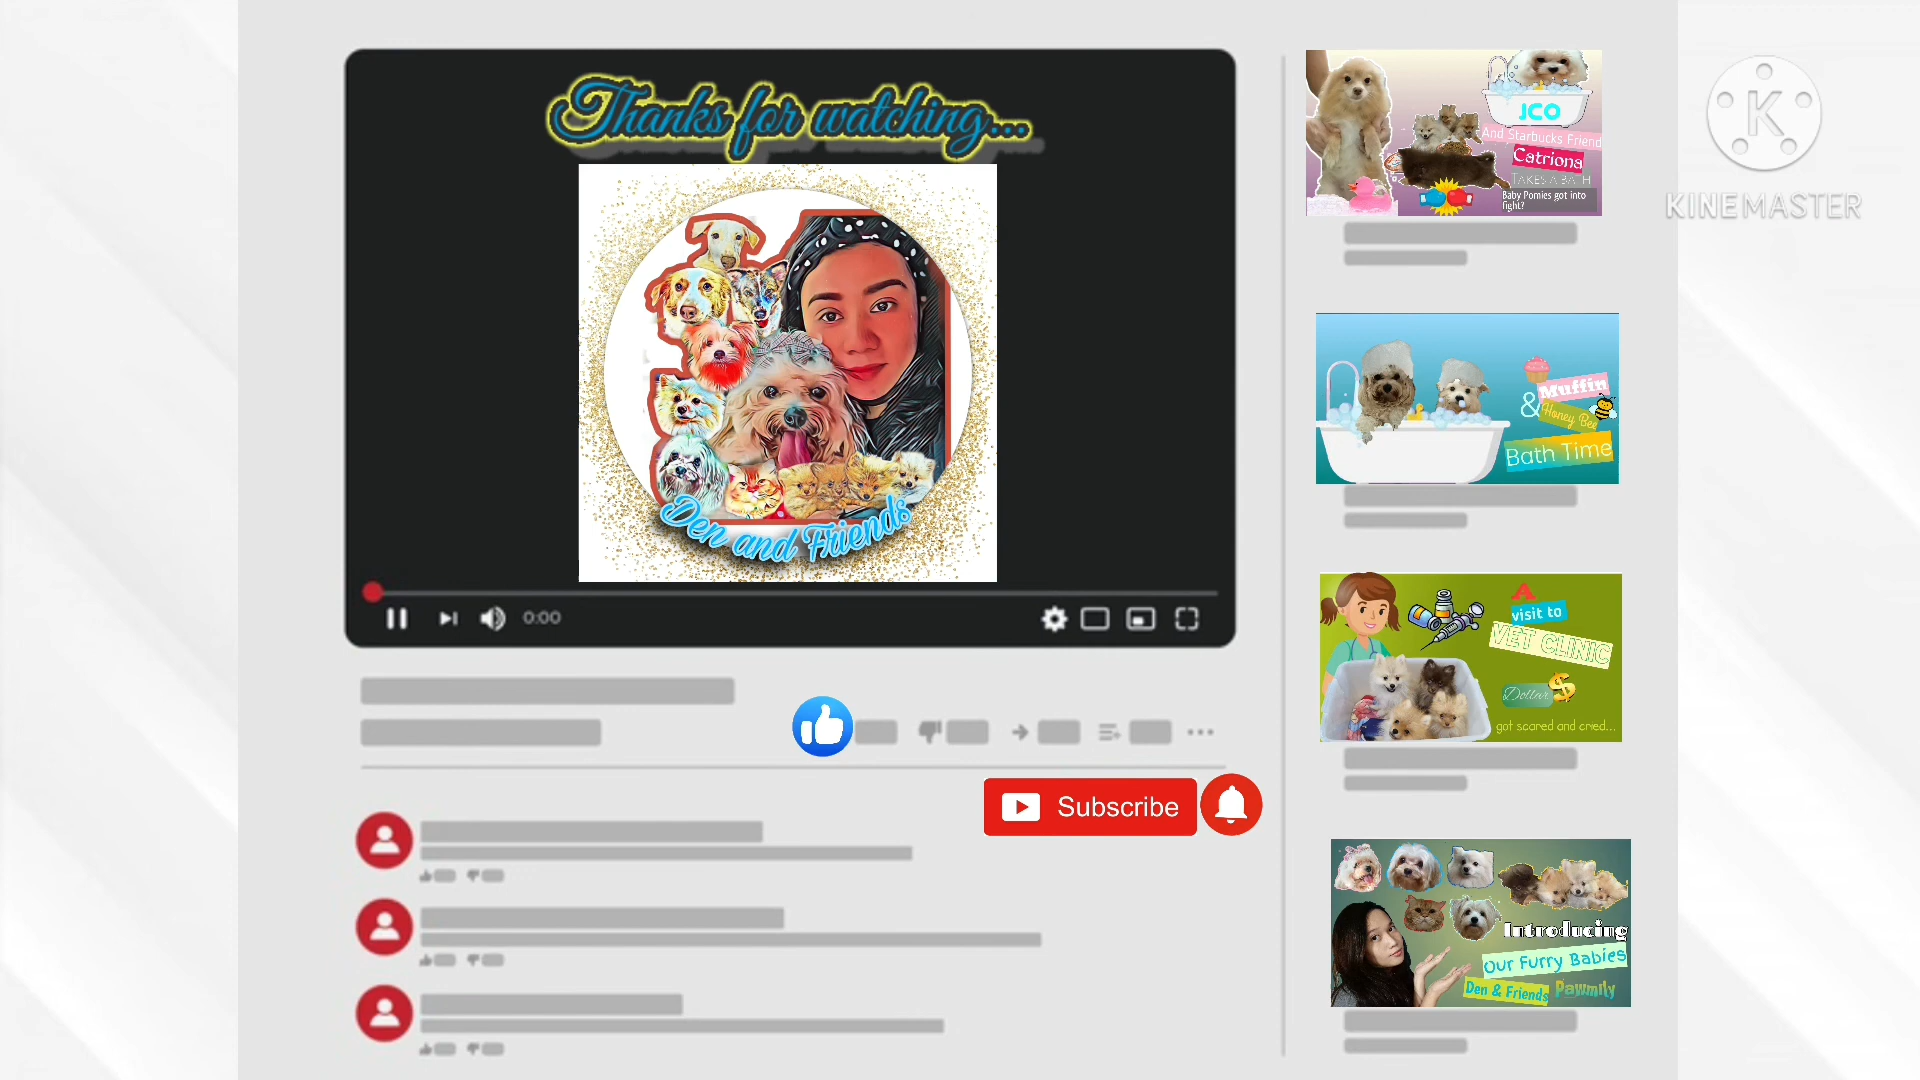 Thanks for watching...
Den and Friends
0:00
Subscribe
JCO
And Starbucks Friend
Catriona
TAKES A BATH
Baby Pomies got into
fight?
Muffin
& Honey Bee
Bath Time
A
visit to
VET CLINIC
Dollar $
got scared and cried...
Introducing
Our Furry Babies
Den & Friends Pawmily
K
KINEMASTER